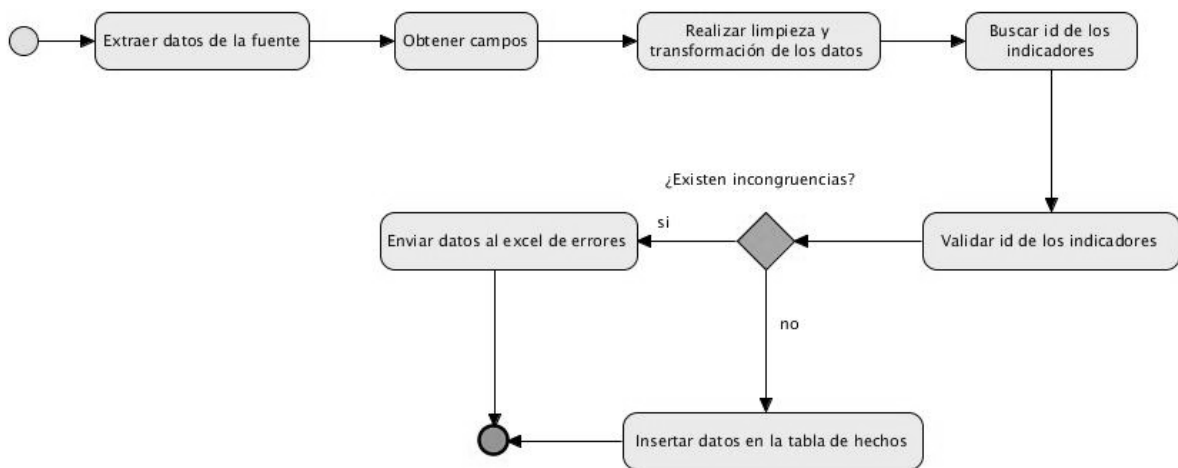 Extraer datos de la fuente
Obtener campos
Realizar limpieza y
transformación de los datos
Buscar id de los
indicadores
¿Existen incongruencias?
si
Enviar datos al excel de errores
Validar id de los indicadores
no
Insertar datos en la tabla de hechos